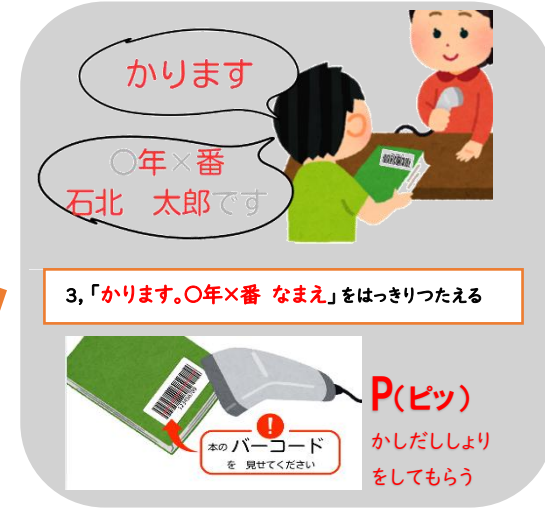 かります
○年×番
石北　太郎です
3，「かります。○年×番　なまえ」をはっきりつたえる
P(ピッ)
かしだししょり
をしてもらう
!
本の バーコード
を　見せてください